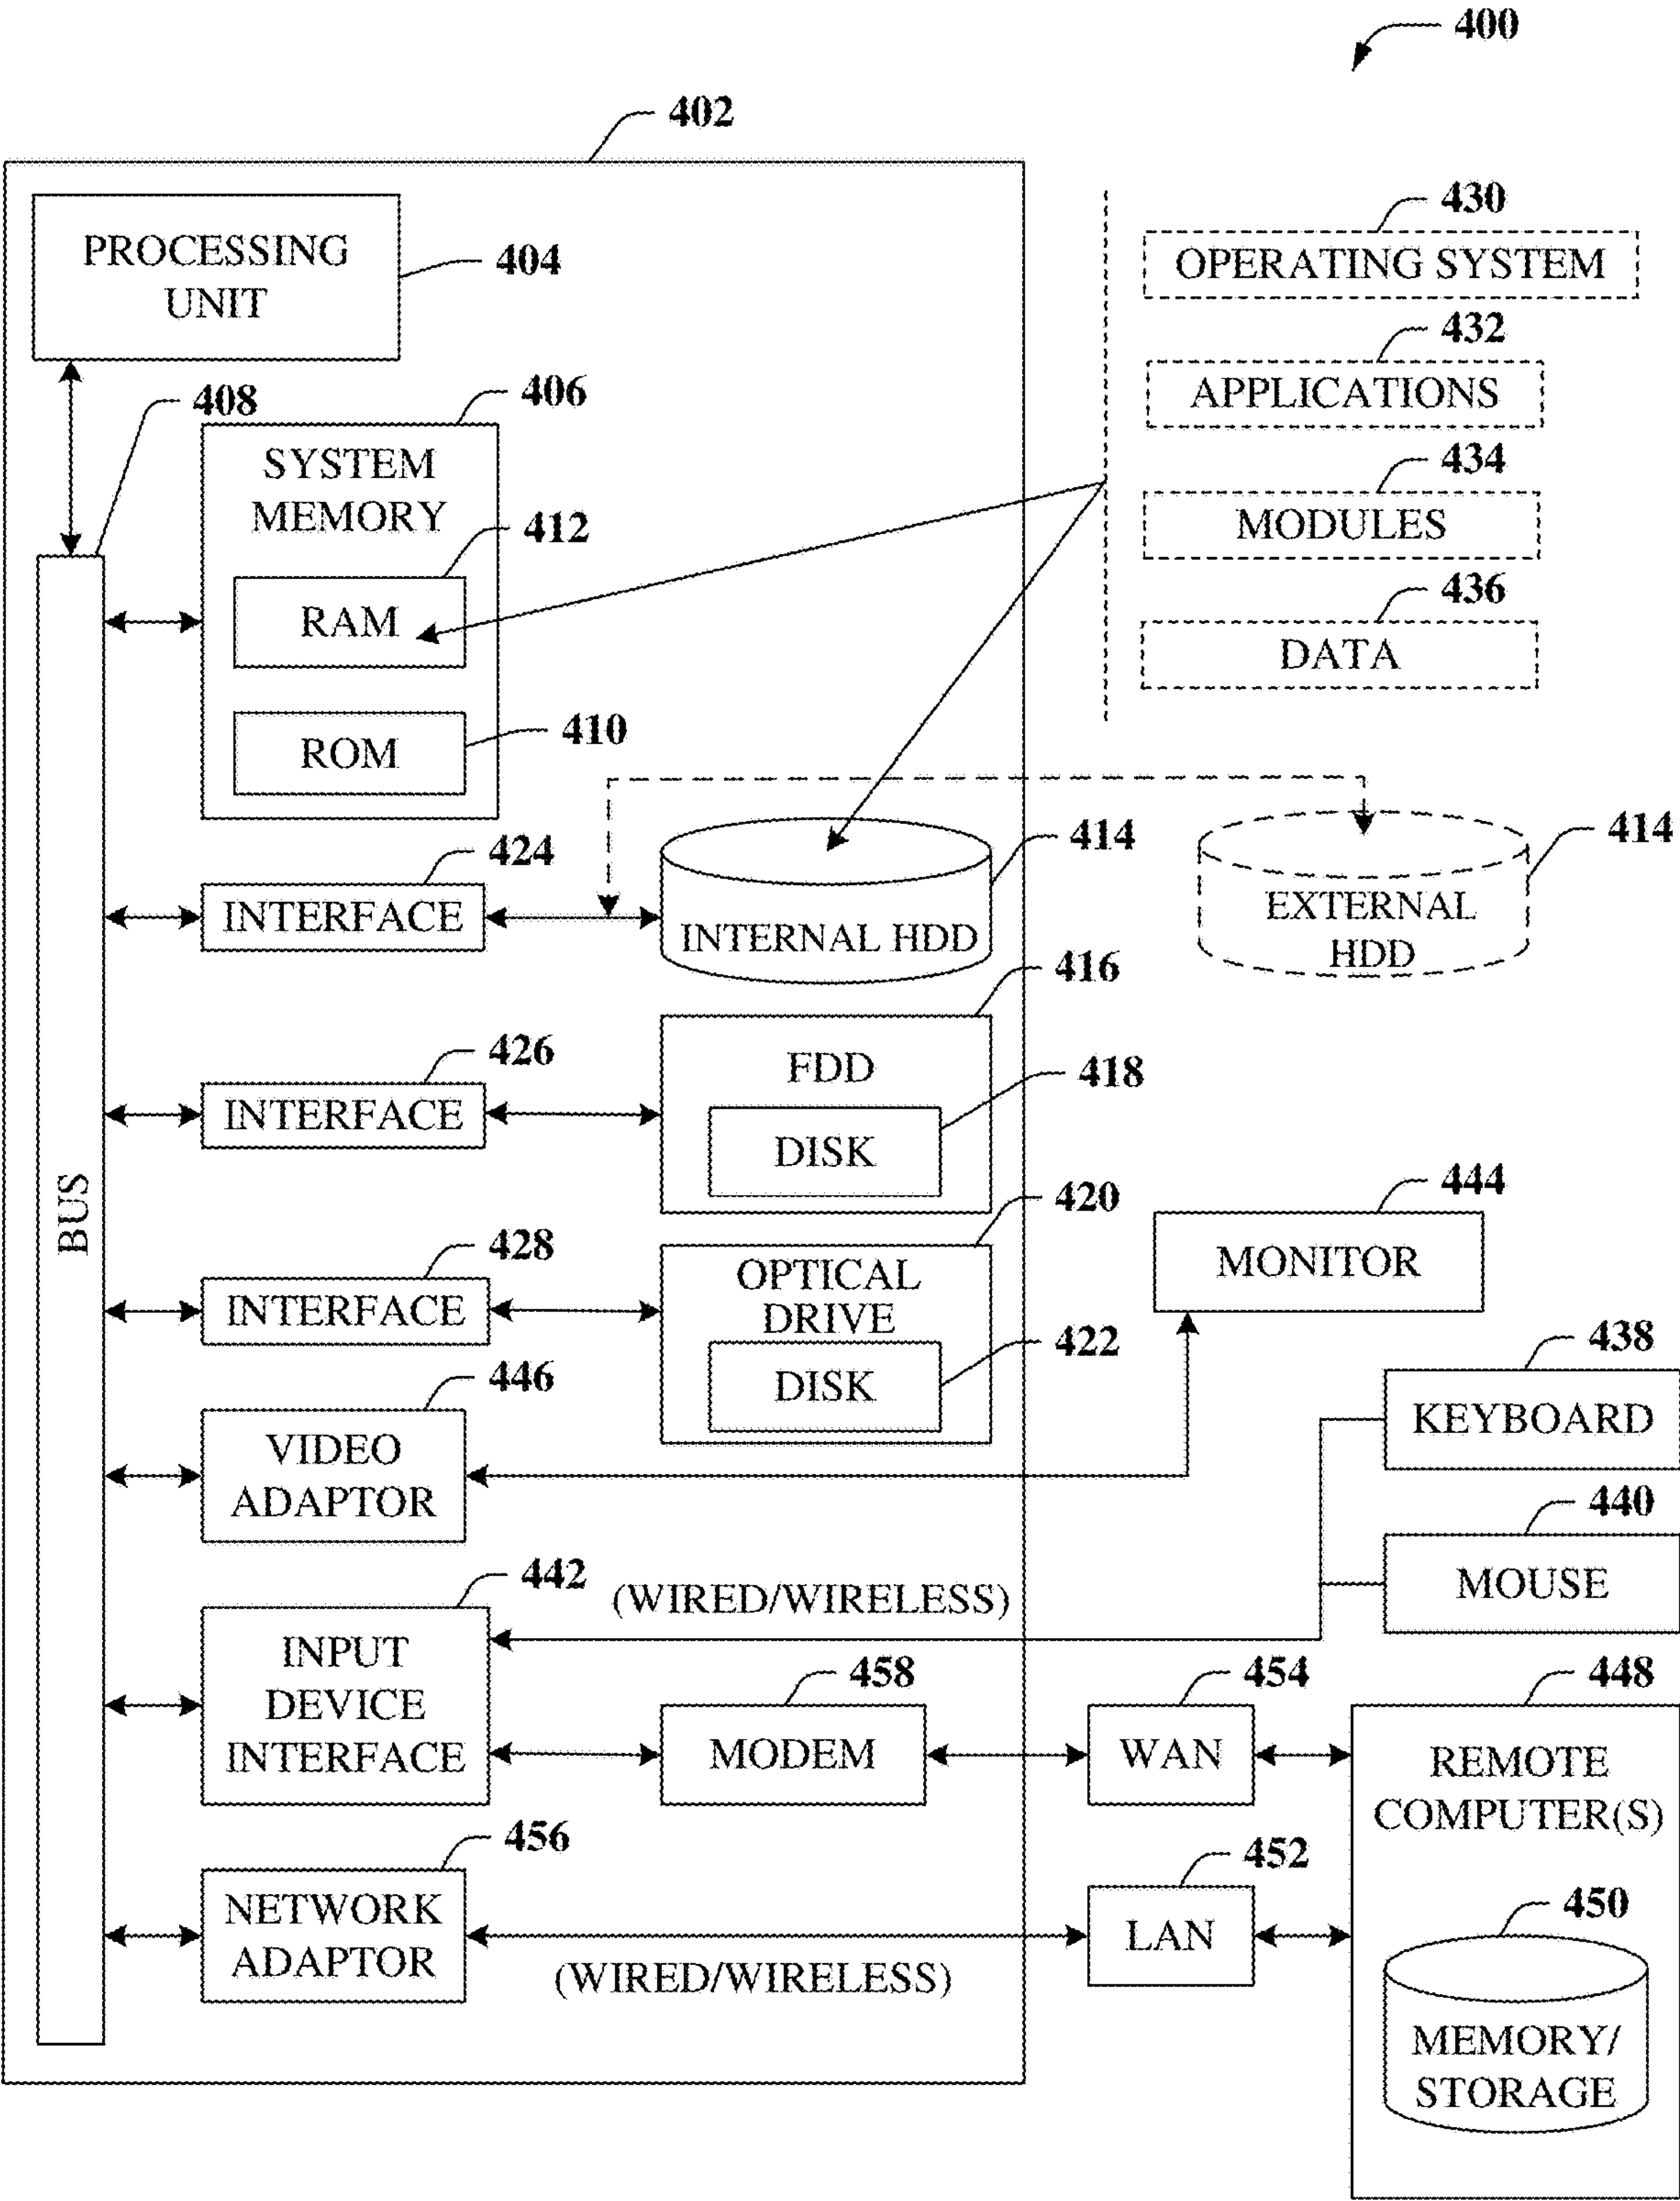 400
402
PROCESSING
UNIT
404
430
OPERATING SYSTEM
432
APPLICATIONS
434
MODULES
436
DATA
408
406
SYSTEM
MEMORY
412
RAM
410
ROM
BUS
424
INTERFACE
414
INTERNAL HDD
414
EXTERNAL
HDD
426
INTERFACE
416
FDD
418
DISK
428
INTERFACE
420
OPTICAL
DRIVE
422
DISK
444
MONITOR
446
VIDEO
ADAPTOR
438
KEYBOARD
440
MOUSE
442
INPUT
DEVICE
INTERFACE
(WIRED/WIRELESS)
458
MODEM
454
WAN
448
REMOTE
COMPUTER(S)
456
NETWORK
ADAPTOR
(WIRED/WIRELESS)
452
LAN
450
MEMORY/
STORAGE